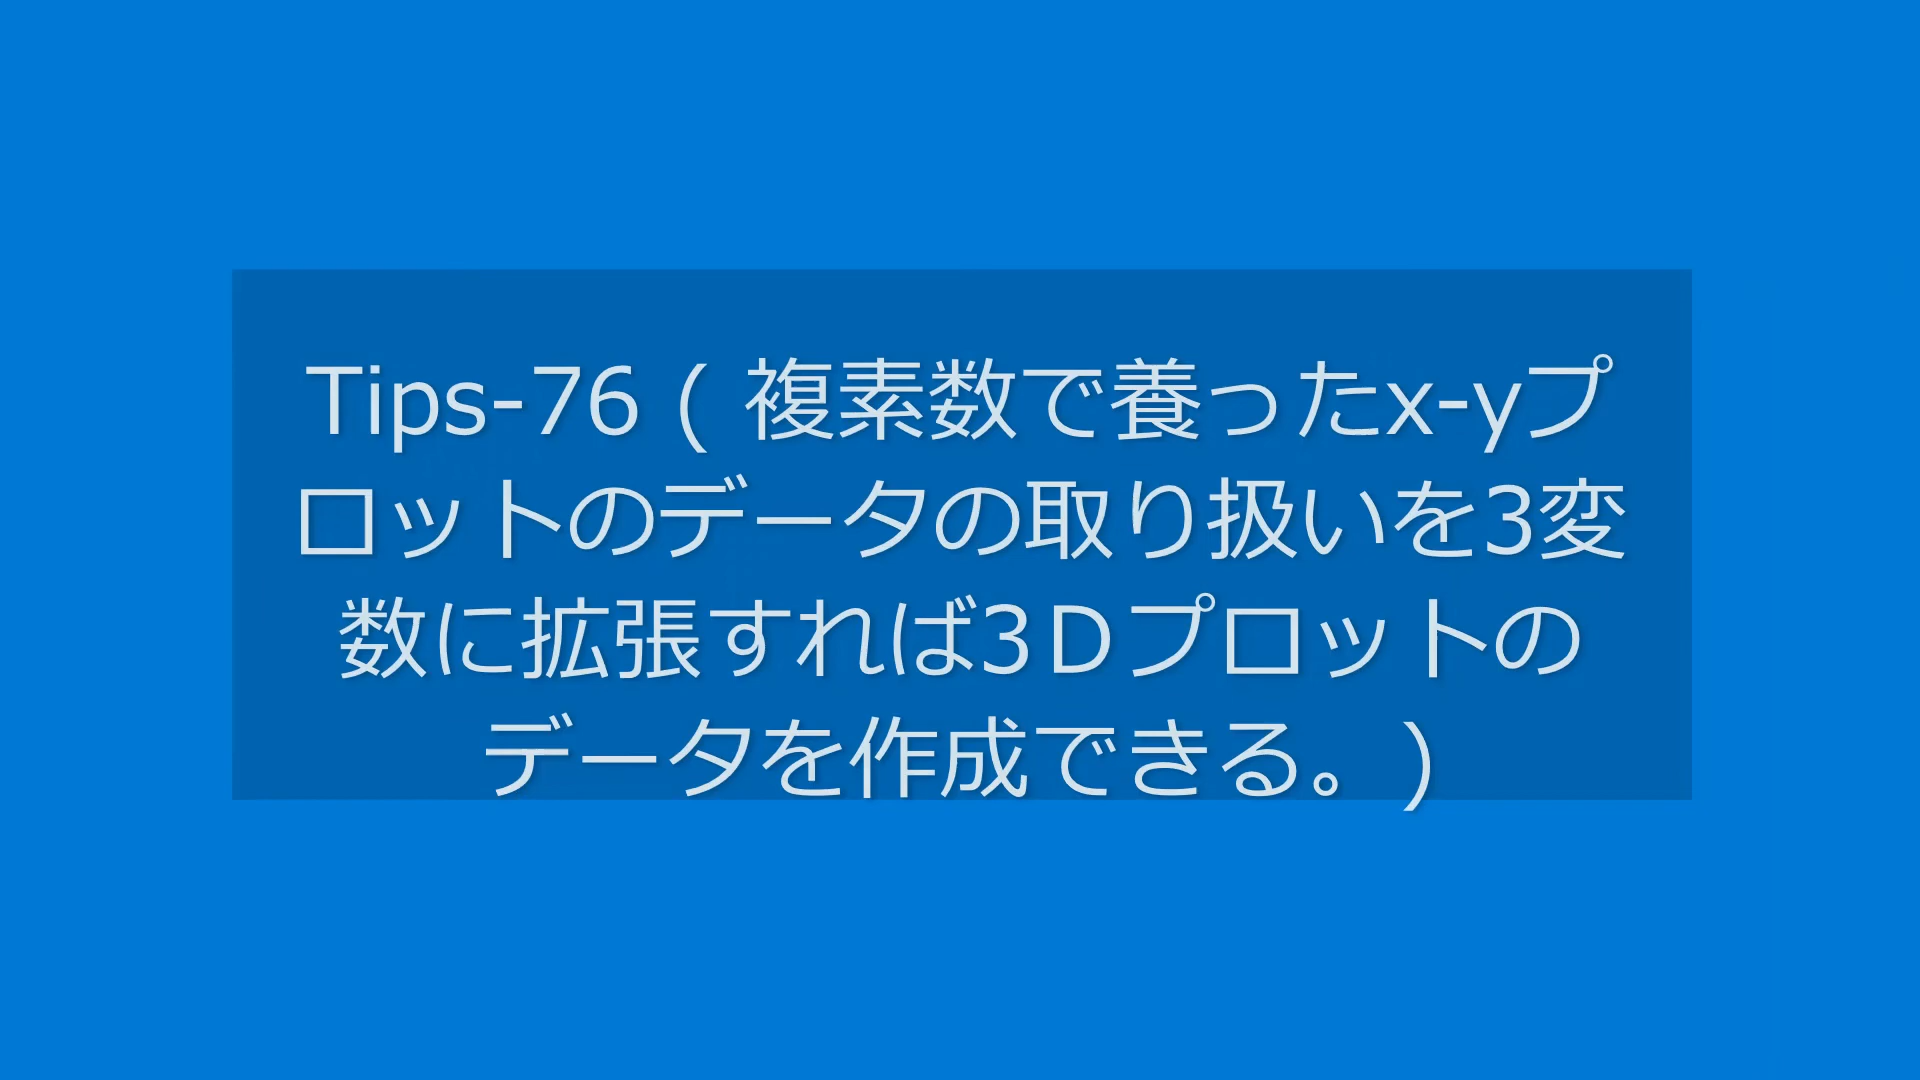 Tips-76 ( 複素数で養ったx-yプ
ロットのデータの取り扱いを3変
数に拡張すれば3Ｄプロットの
データを作成できる。)